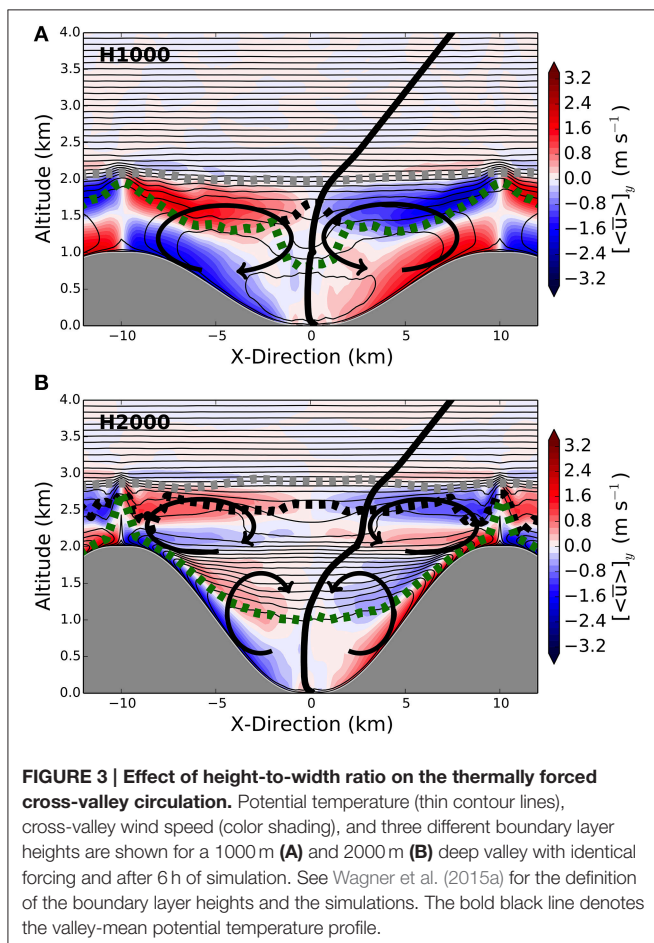 A
H1000
4.0
3.5
3.0
2.5
2.0
1.5
1.0
0.5
0.0
Altitude (km)
−10 −5 0 5 10
X-Direction (km)
3.2
2.4
1.6
0.8
0.0
−0.8
−1.6
−2.4
−3.2
[<u̅>]y (m s⁻¹)
B
H2000
4.0
3.5
3.0
2.5
2.0
1.5
1.0
0.5
0.0
Altitude (km)
−10 −5 0 5 10
X-Direction (km)
3.2
2.4
1.6
0.8
0.0
−0.8
−1.6
−2.4
−3.2
[<u̅>]y (m s⁻¹)
FIGURE 3 | Effect of height-to-width ratio on the thermally forced
cross-valley circulation. Potential temperature (thin contour lines),
cross-valley wind speed (color shading), and three different boundary layer
heights are shown for a 1000 m (A) and 2000 m (B) deep valley with identical
forcing and after 6 h of simulation. See Wagner et al. (2015a) for the definition
of the boundary layer heights and the simulations. The bold black line denotes
the valley-mean potential temperature profile.